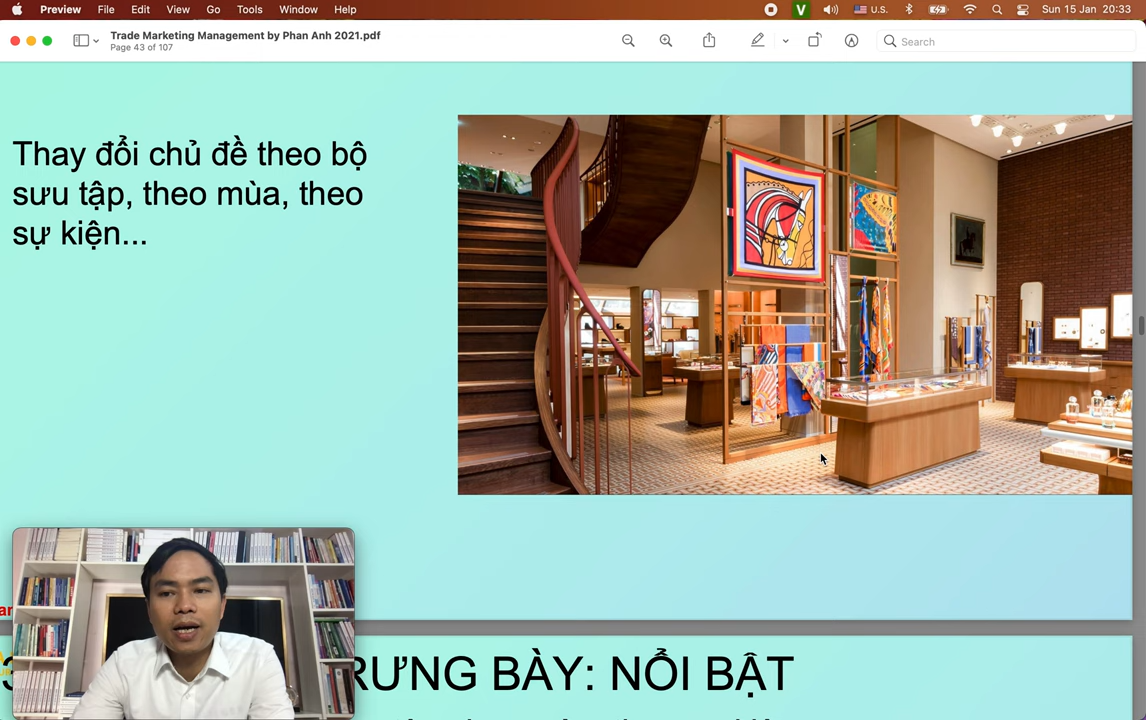 Preview File Edit View Go Tools Window Help
V U.S. Sun 15 Jan 20:33
Trade Marketing Management by Phan Anh 2021.pdf
Page 43 of 107
Search
Thay đổi chủ đề theo bộ
sưu tập, theo mùa, theo
sự kiện...
BÀY: NỔI BẬT